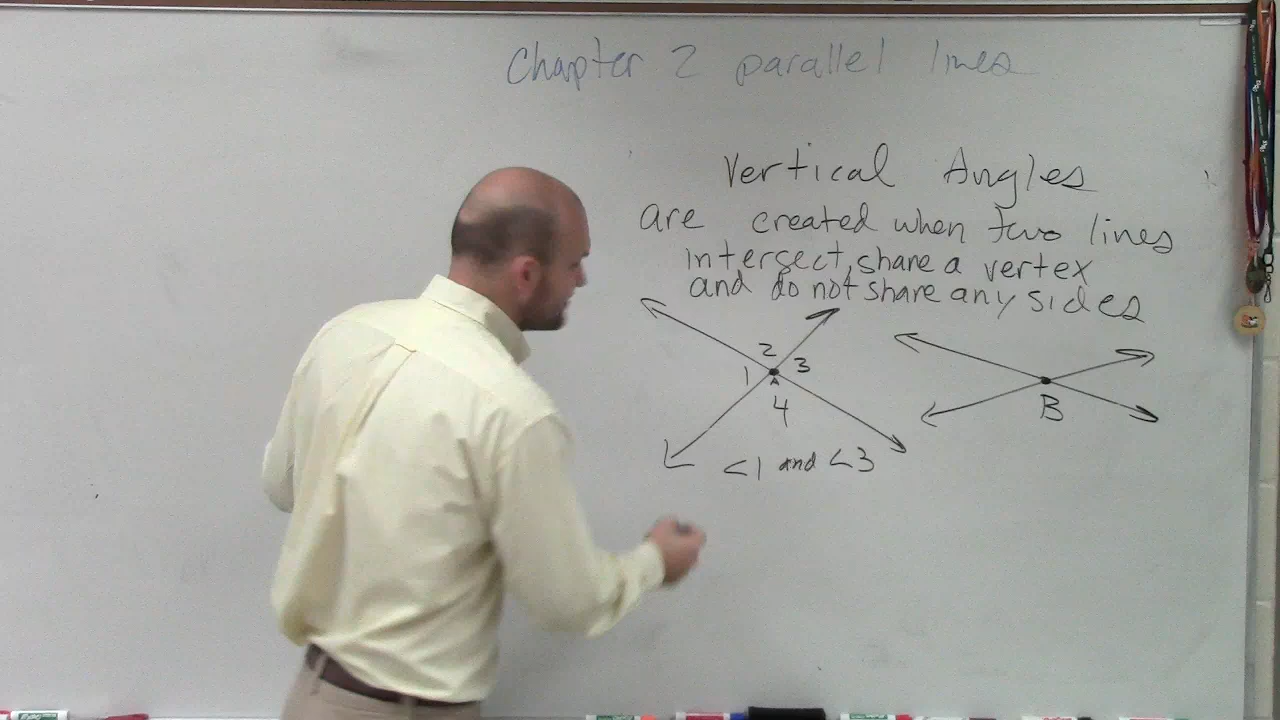 Chapter 2 parallel lines
Vertical Angles
are created when two lines
intersect, share a vertex
and do not share any sides
2
1 3
A
4
B
<1 and <3